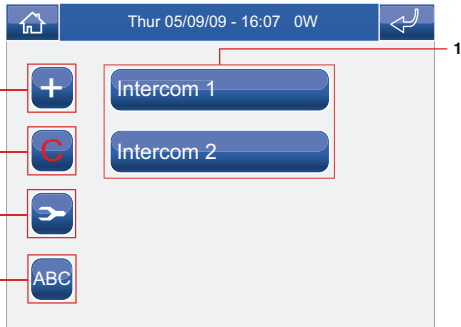 Thur 05/09/09 - 16:07 0W
1
+
Intercom 1
C
Intercom 2
ABC